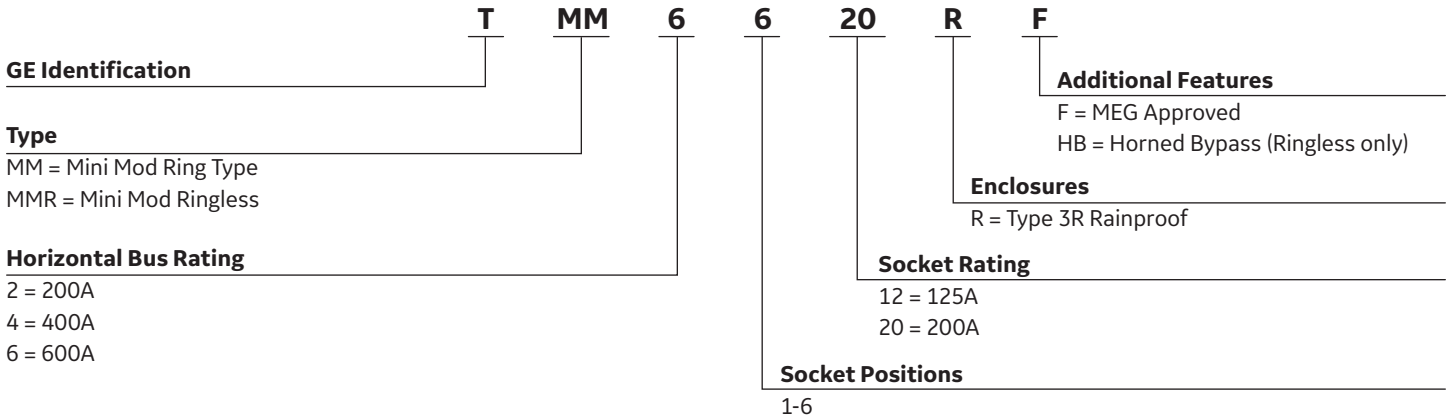 T MM 6 6 20 R F
GE Identification
Type
MM = Mini Mod Ring Type
MMR = Mini Mod Ringless
Horizontal Bus Rating
2 = 200A
4 = 400A
6 = 600A
Additional Features
F = MEG Approved
HB = Horned Bypass (Ringless only)
Enclosures
R = Type 3R Rainproof
Socket Rating
12 = 125A
20 = 200A
Socket Positions
1-6